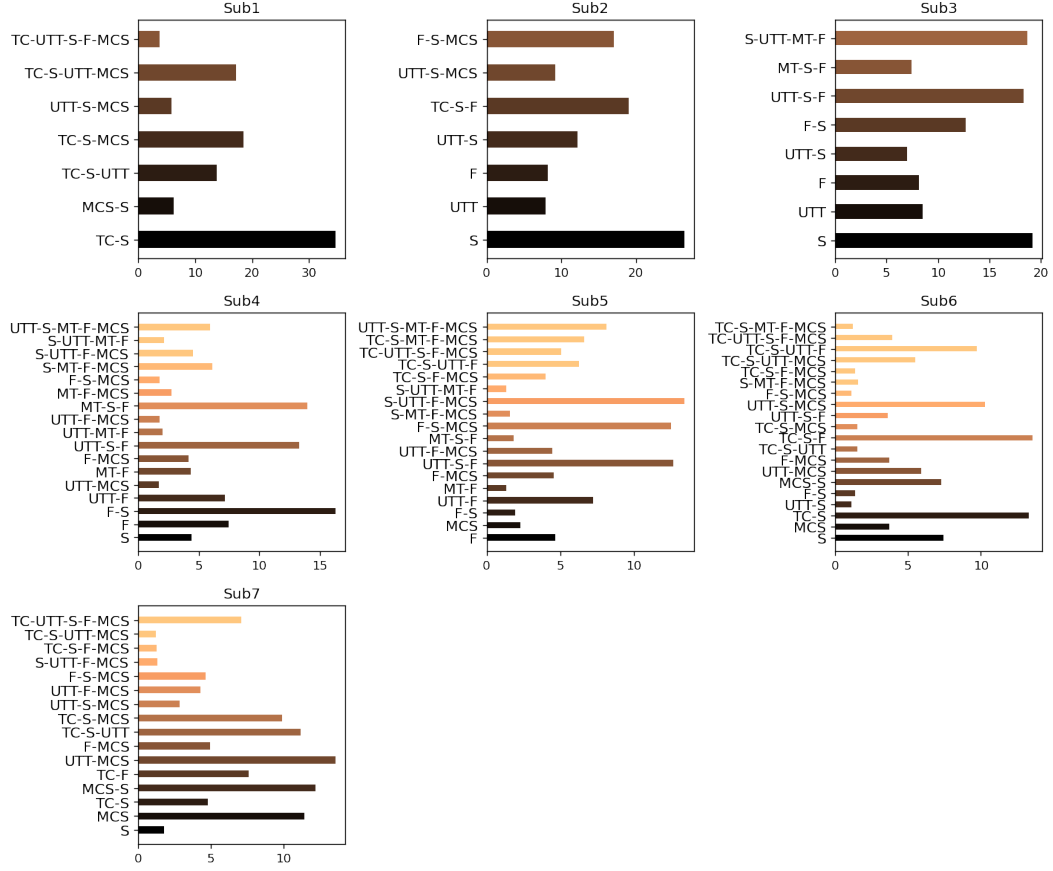 Sub1
TC-UTT-S-F-MCS
TC-S-UTT-MCS
UTT-S-MCS
TC-S-MCS
TC-S-UTT
MCS-S
TC-S
0 10 20 30
Sub2
F-S-MCS
UTT-S-MCS
TC-S-F
UTT-S
F
UTT
S
0 10 20
Sub3
S-UTT-MT-F
MT-S-F
UTT-S-F
F-S
UTT-S
F
UTT
S
0 5 10 15 20
Sub4
UTT-S-MT-F-MCS
S-UTT-MT-F
S-UTT-F-MCS
S-MT-F-MCS
F-S-MCS
MT-F-MCS
MT-S-F
UTT-F-MCS
UTT-MT-F
UTT-S-F
F-MCS
MT-F
UTT-MCS
UTT-F
F-S
F
S
0 5 10 15
Sub5
UTT-S-MT-F-MCS
TC-S-MT-F-MCS
TC-UTT-S-F-MCS
TC-S-UTT-F
TC-S-F-MCS
S-UTT-MT-F
S-UTT-F-MCS
S-MT-F-MCS
F-S-MCS
MT-S-F
UTT-F-MCS
UTT-S-F
F-MCS
MT-F
UTT-F
F-S
MCS
F
0 5 10
Sub6
TC-S-MT-F-MCS
TC-UTT-S-F-MCS
TC-S-UTT-F
TC-S-UTT-MCS
TC-S-F-MCS
S-MT-F-MCS
F-S-MCS
UTT-S-MCS
UTT-S-F
TC-S-MCS
TC-S-F
TC-S-UTT
F-MCS
UTT-MCS
MCS-S
F-S
UTT-S
TC-S
MCS
S
0 5 10
Sub7
TC-UTT-S-F-MCS
TC-S-UTT-MCS
TC-S-F-MCS
S-UTT-F-MCS
F-S-MCS
UTT-F-MCS
UTT-S-MCS
TC-S-MCS
TC-S-UTT
F-MCS
UTT-MCS
TC-F
MCS-S
TC-S
MCS
S
0 5 10